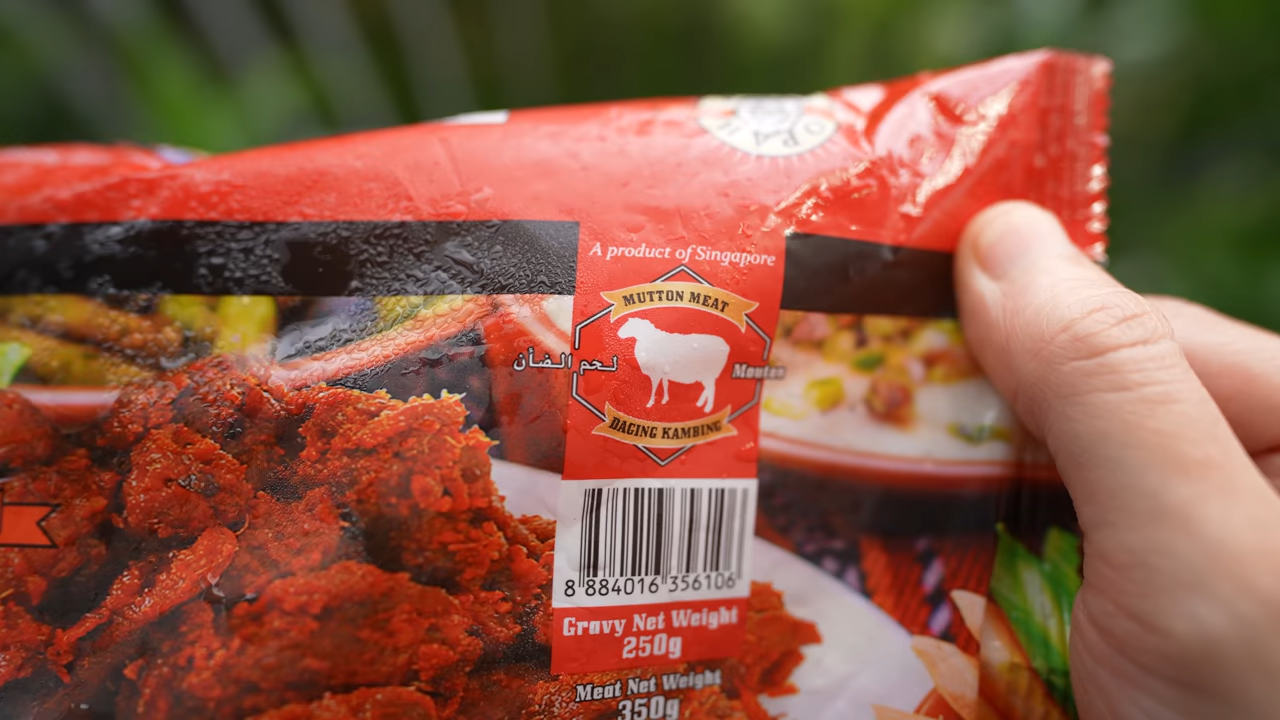 A product of Singapore
MUTTON MEAT
لحم الضأن
Mouton
DAGING KAMBING
8 884016 356106
Gravy Net Weight
250g
Meat Net Weight
350g